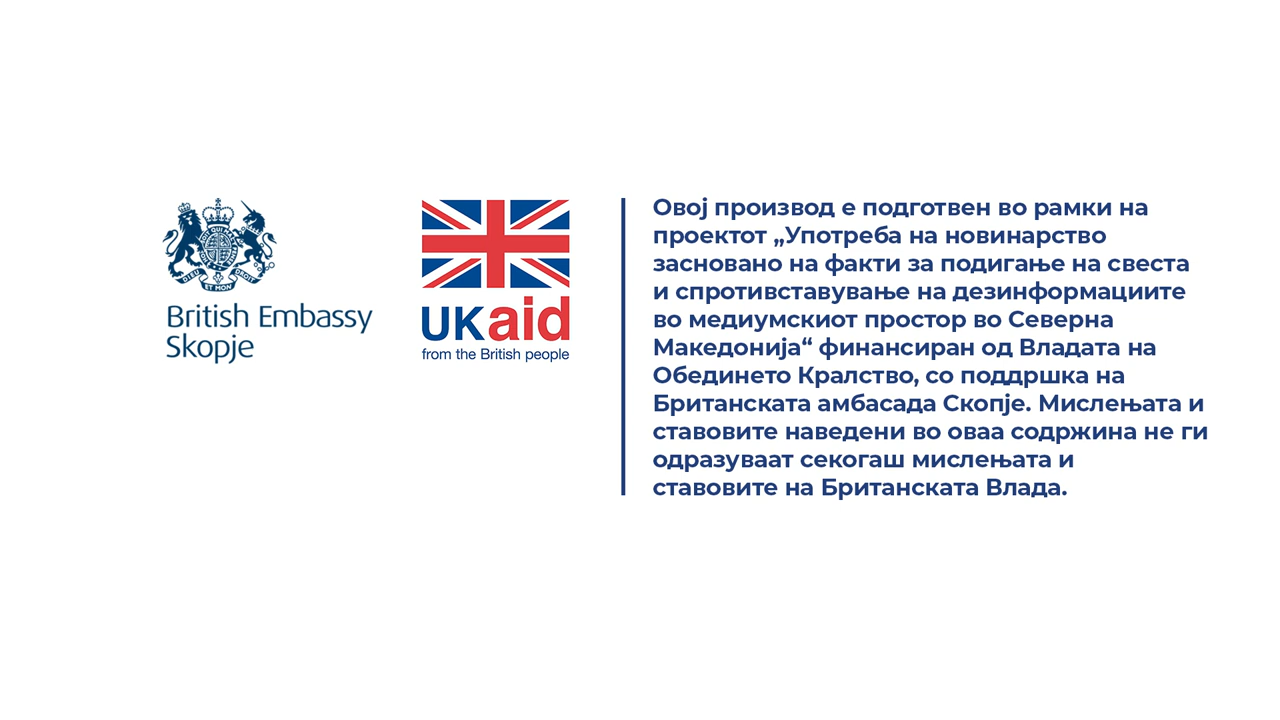 British Embassy
Skopje
UKaid
from the British people
Овој производ е подготвен во рамки на
проектот „Употреба на новинарство
засновано на факти за подигање на свеста
и спротивставување на дезинформациите
во медиумскиот простор во Северна
Македонија“ финансиран од Владата на
Обединето Кралство, со поддршка на
Британската амбасада Скопје. Мислењата и
ставовите наведени во оваа содржина не ги
одразуваат секогаш мислењата и
ставовите на Британската Влада.